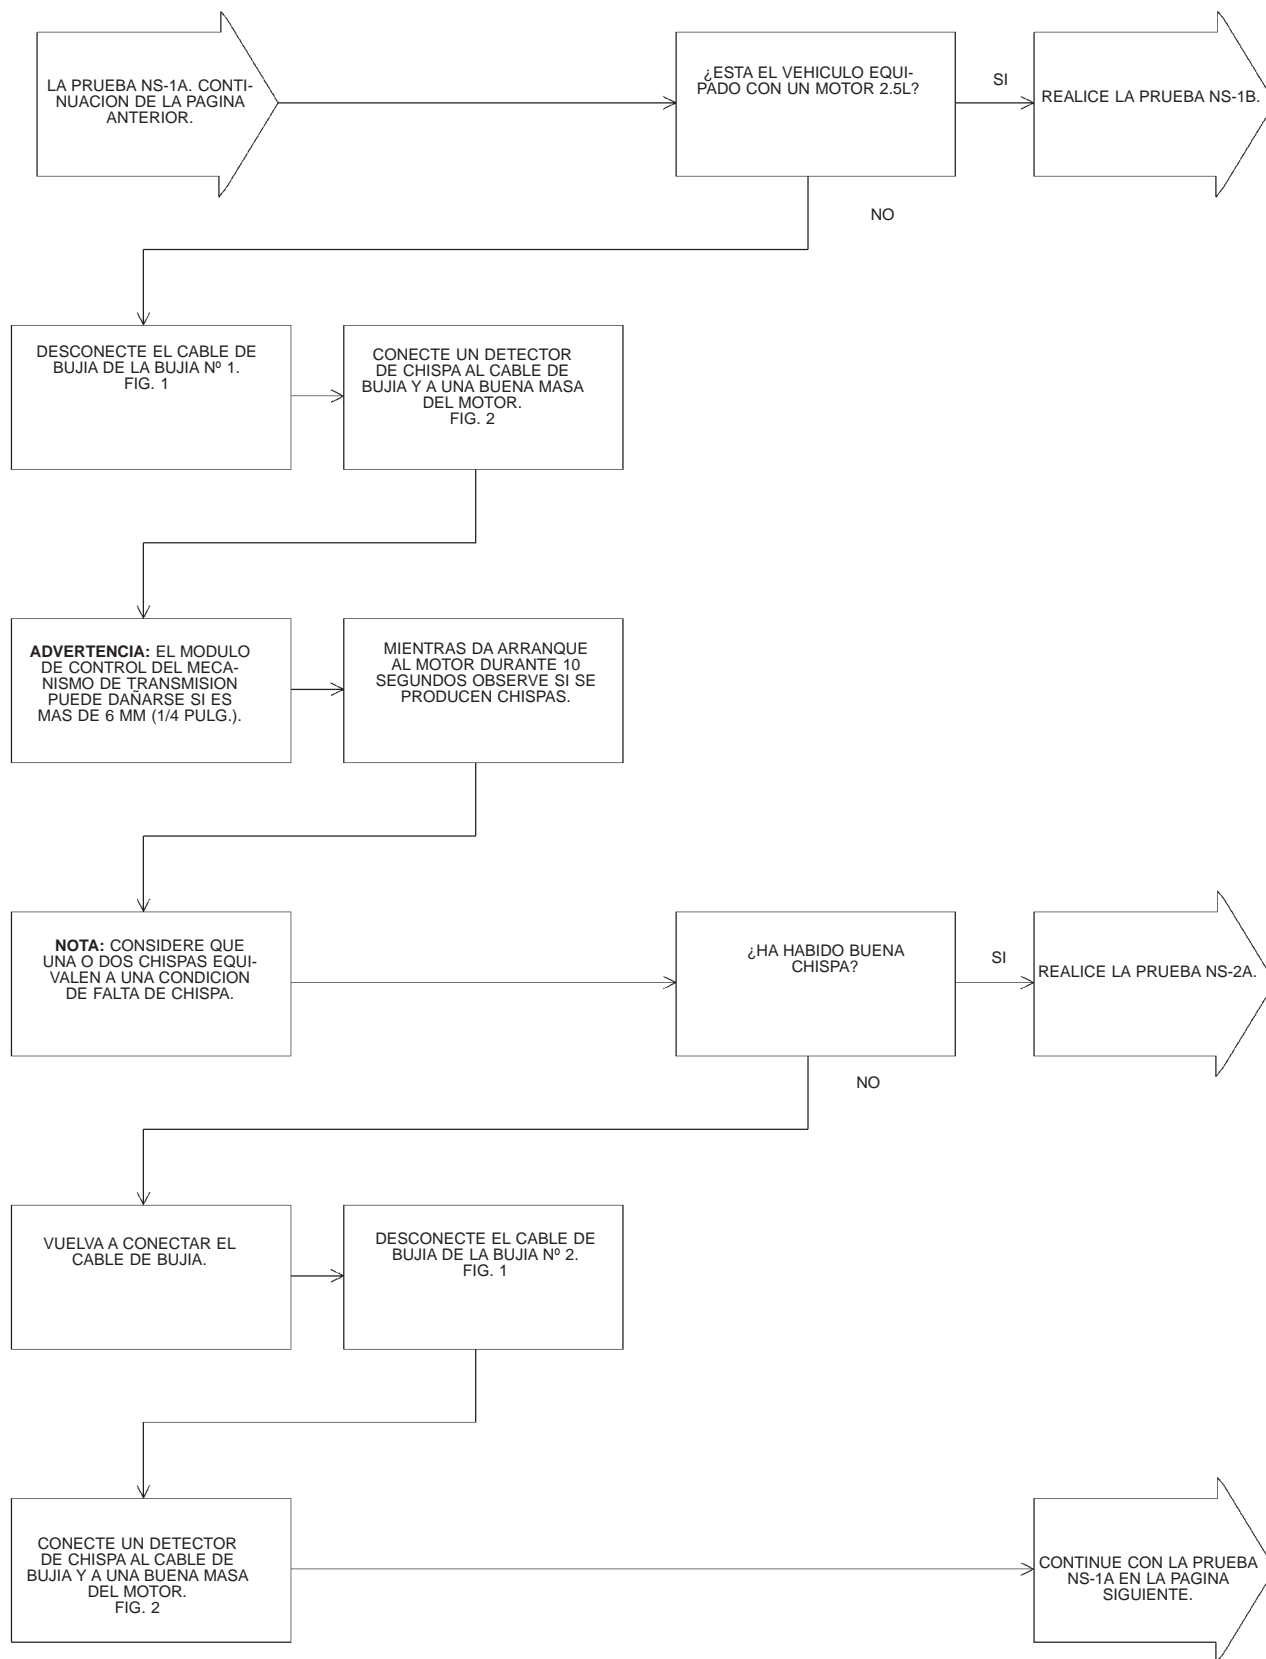 LA PRUEBA NS-1A. CONTI-
NUACION DE LA PAGINA
ANTERIOR.
¿ESTA EL VEHICULO EQUI-
PADO CON UN MOTOR 2.5L?
SI
REALICE LA PRUEBA NS-1B.
NO
DESCONECTE EL CABLE DE
BUJIA DE LA BUJIA Nº 1.
FIG. 1
CONECTE UN DETECTOR
DE CHISPA AL CABLE DE
BUJIA Y A UNA BUENA MASA
DEL MOTOR.
FIG. 2
ADVERTENCIA: EL MODULO
DE CONTROL DEL MECA-
NISMO DE TRANSMISION
PUEDE DAÑARSE SI ES
MAS DE 6 MM (1/4 PULG.).
MIENTRAS DA ARRANQUE
AL MOTOR DURANTE 10
SEGUNDOS OBSERVE SI SE
PRODUCEN CHISPAS.
NOTA: CONSIDERE QUE
UNA O DOS CHISPAS EQUI-
VALEN A UNA CONDICION
DE FALTA DE CHISPA.
¿HA HABIDO BUENA
CHISPA?
SI
REALICE LA PRUEBA NS-2A.
NO
VUELVA A CONECTAR EL
CABLE DE BUJIA.
DESCONECTE EL CABLE DE
BUJIA DE LA BUJIA Nº 2.
FIG. 1
CONECTE UN DETECTOR
DE CHISPA AL CABLE DE
BUJIA Y A UNA BUENA MASA
DEL MOTOR.
FIG. 2
CONTINUE CON LA PRUEBA
NS-1A EN LA PAGINA
SIGUIENTE.